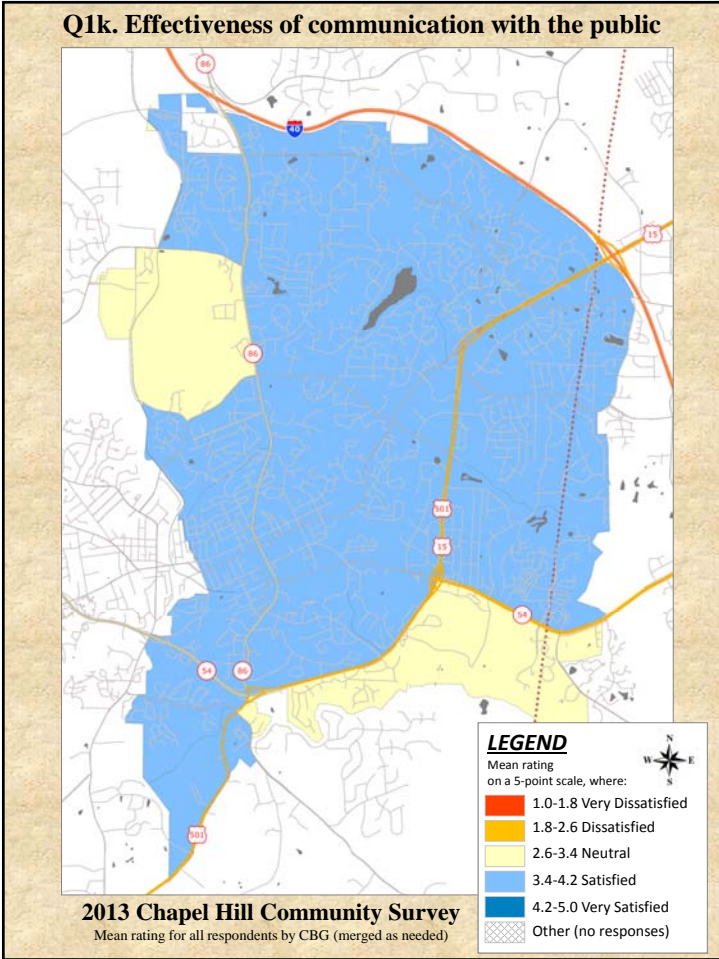 Q1k. Effectiveness of communication with the public
86
40
15
86
501
15
54
54
86
501
LEGEND
Mean rating
on a 5-point scale, where:
N
W E
S
1.0-1.8 Very Dissatisfied
1.8-2.6 Dissatisfied
2.6-3.4 Neutral
3.4-4.2 Satisfied
4.2-5.0 Very Satisfied
Other (no responses)
2013 Chapel Hill Community Survey
Mean rating for all respondents by CBG (merged as needed)